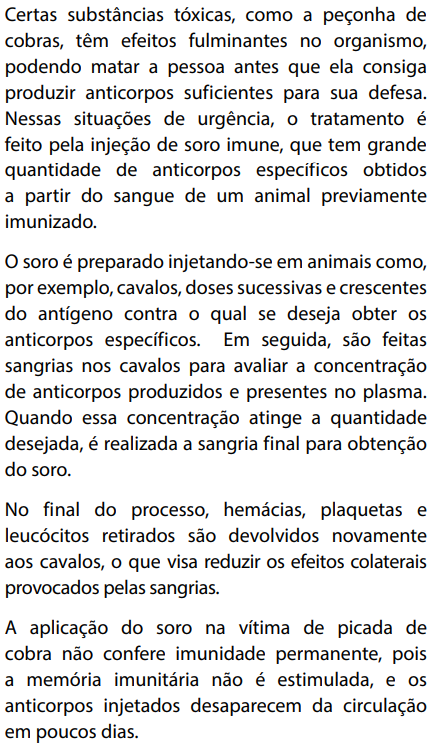 Certas substâncias tóxicas, como a peçonha de
cobras, têm efeitos fulminantes no organismo,
podendo matar a pessoa antes que ela consiga
produzir anticorpos suficientes para sua defesa.
Nessas situações de urgência, o tratamento é
feito pela injeção de soro imune, que tem grande
quantidade de anticorpos específicos obtidos
a partir do sangue de um animal previamente
imunizado.
O soro é preparado injetando-se em animais como,
por exemplo, cavalos, doses sucessivas e crescentes
do antígeno contra o qual se deseja obter os
anticorpos específicos. Em seguida, são feitas
sangrias nos cavalos para avaliar a concentração
de anticorpos produzidos e presentes no plasma.
Quando essa concentração atinge a quantidade
desejada, é realizada a sangria final para obtenção
do soro.
No final do processo, hemácias, plaquetas e
leucócitos retirados são devolvidos novamente
aos cavalos, o que visa reduzir os efeitos colaterais
provocados pelas sangrias.
A aplicação do soro na vítima de picada de
cobra não confere imunidade permanente, pois
a memória imunitária não é estimulada, e os
anticorpos injetados desaparecem da circulação
em poucos dias.